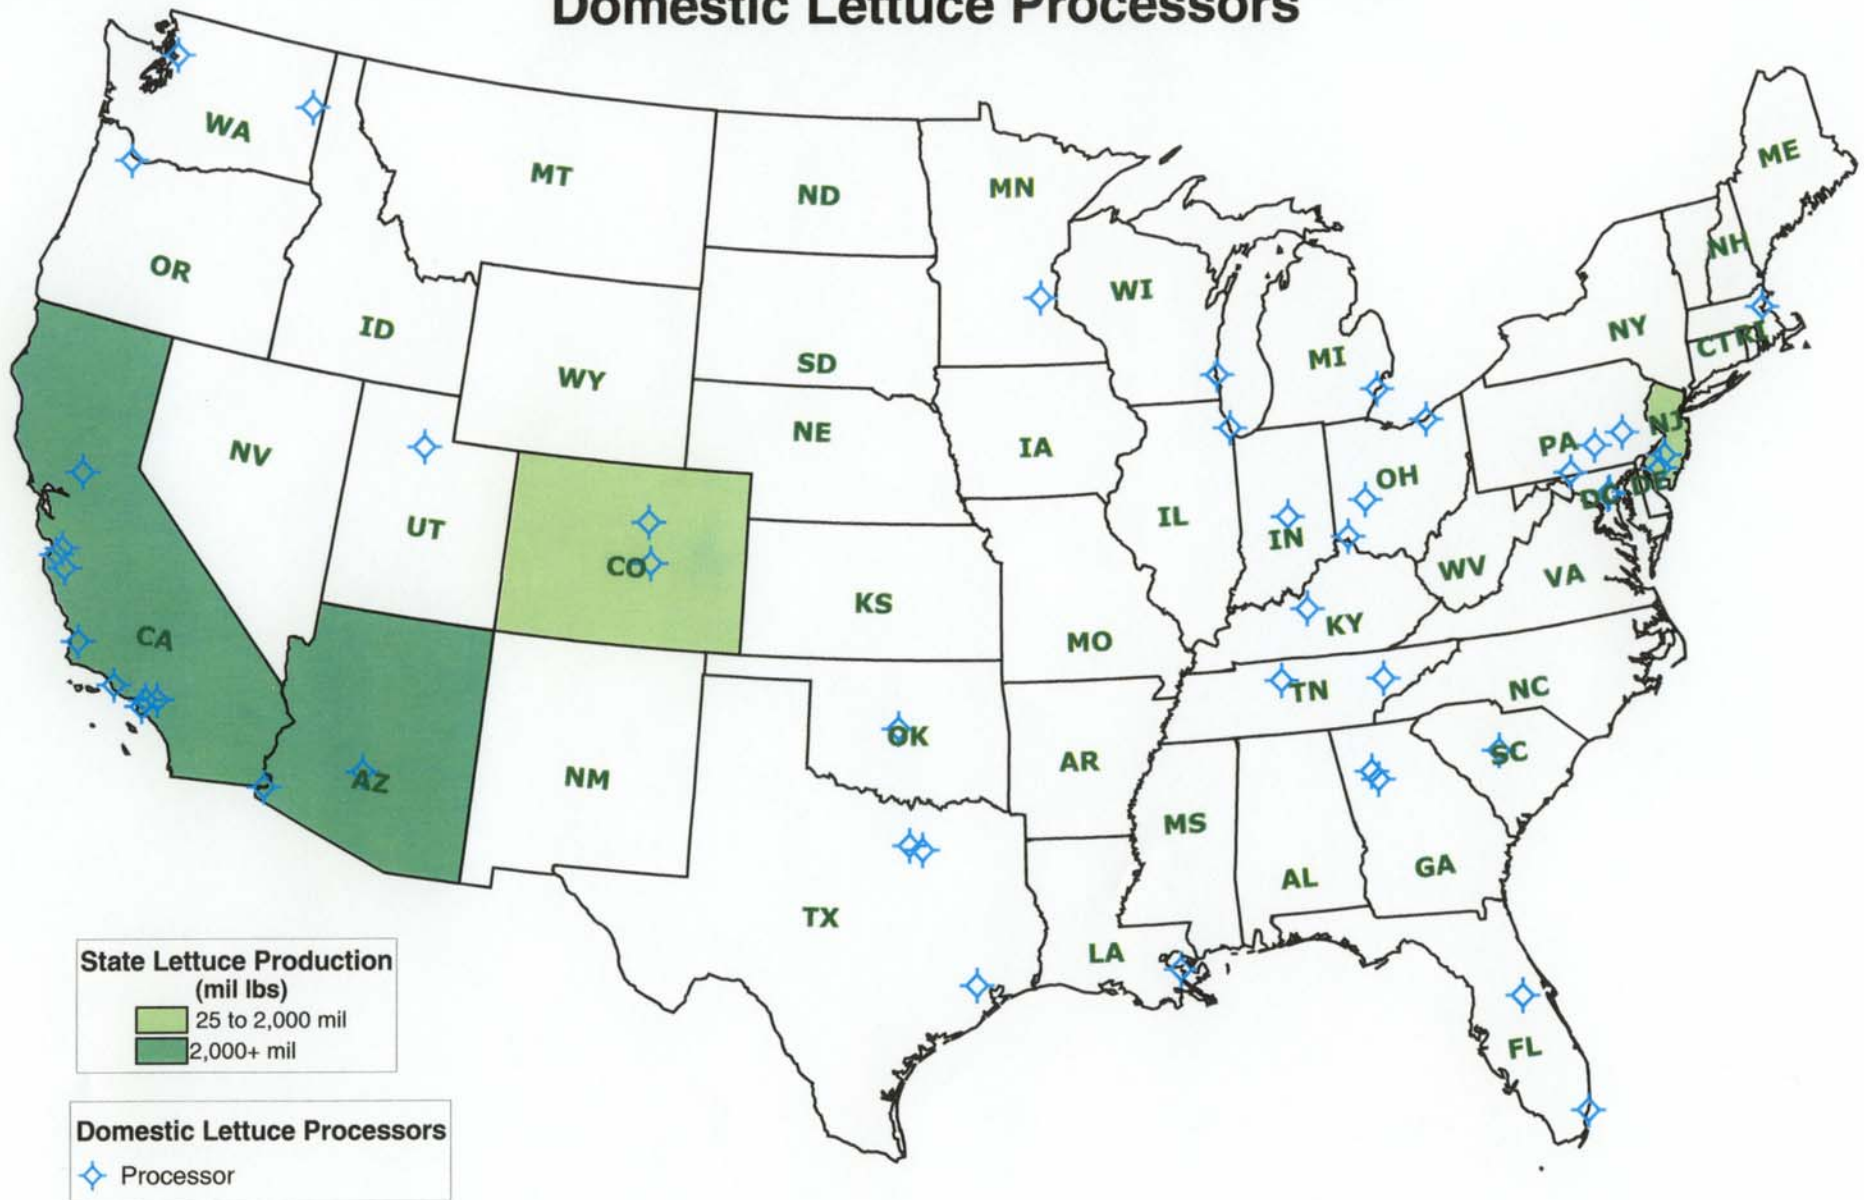 Domestic Lettuce Processors
WA
MT
ND
MN
ME
OR
ID
WY
SD
WI
MI
NY
NH
CT
RI
NV
UT
CO
NE
IA
IL
IN
OH
PA
NJ
DC
DE
WV
VA
CA
AZ
NM
KS
MO
KY
OK
AR
TN
NC
SC
TX
LA
MS
AL
GA
FL
State Lettuce Production
(mil lbs)
25 to 2,000 mil
2,000+ mil
Domestic Lettuce Processors
Processor